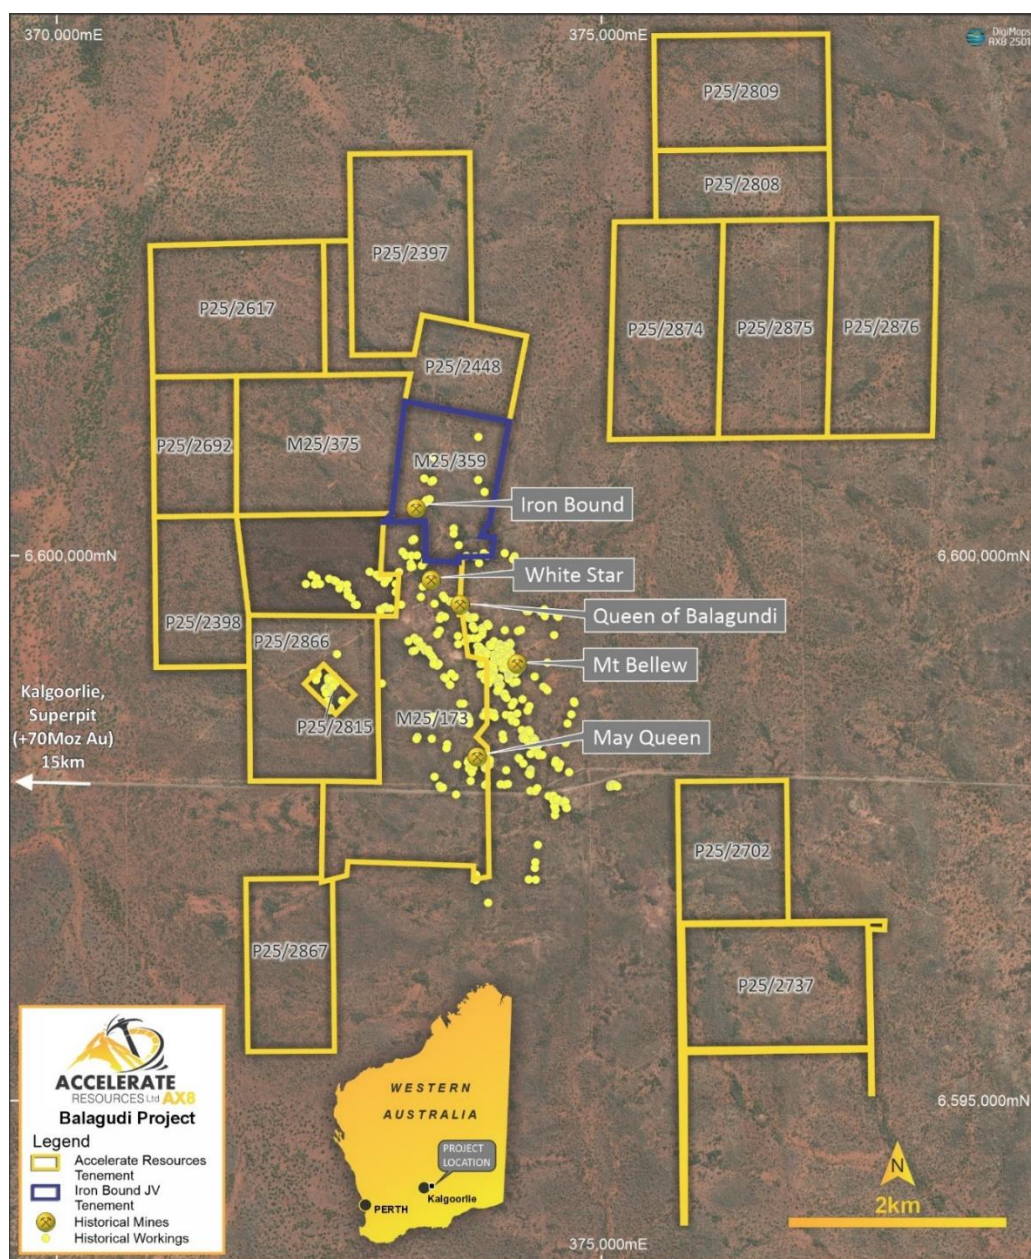 370,000mE
375,000mE
DigiMaps
AX8 2501
P25/2809
P25/2808
P25/2397
P25/2617
P25/2874
P25/2875
P25/2876
P25/2448
P25/2692
M25/375
M25/359
Iron Bound
6,600,000mN
6,600,000mN
White Star
Queen of Balagundi
P25/2398
P25/2866
Mt Bellew
Kalgoorlie,
Superpit
(+70Moz Au)
15km
P25/2815
M25/173
May Queen
P25/2702
P25/2867
P25/2737
ACCELERATE
RESOURCES Ltd AX8
Balagudi Project
Legend
Accelerate Resources
Tenement
Iron Bound JV
Tenement
Historical Mines
Historical Workings
WESTERN
AUSTRALIA
PROJECT
LOCATION
Kalgoorlie
PERTH
6,595,000mN
N
2km
375,000mE